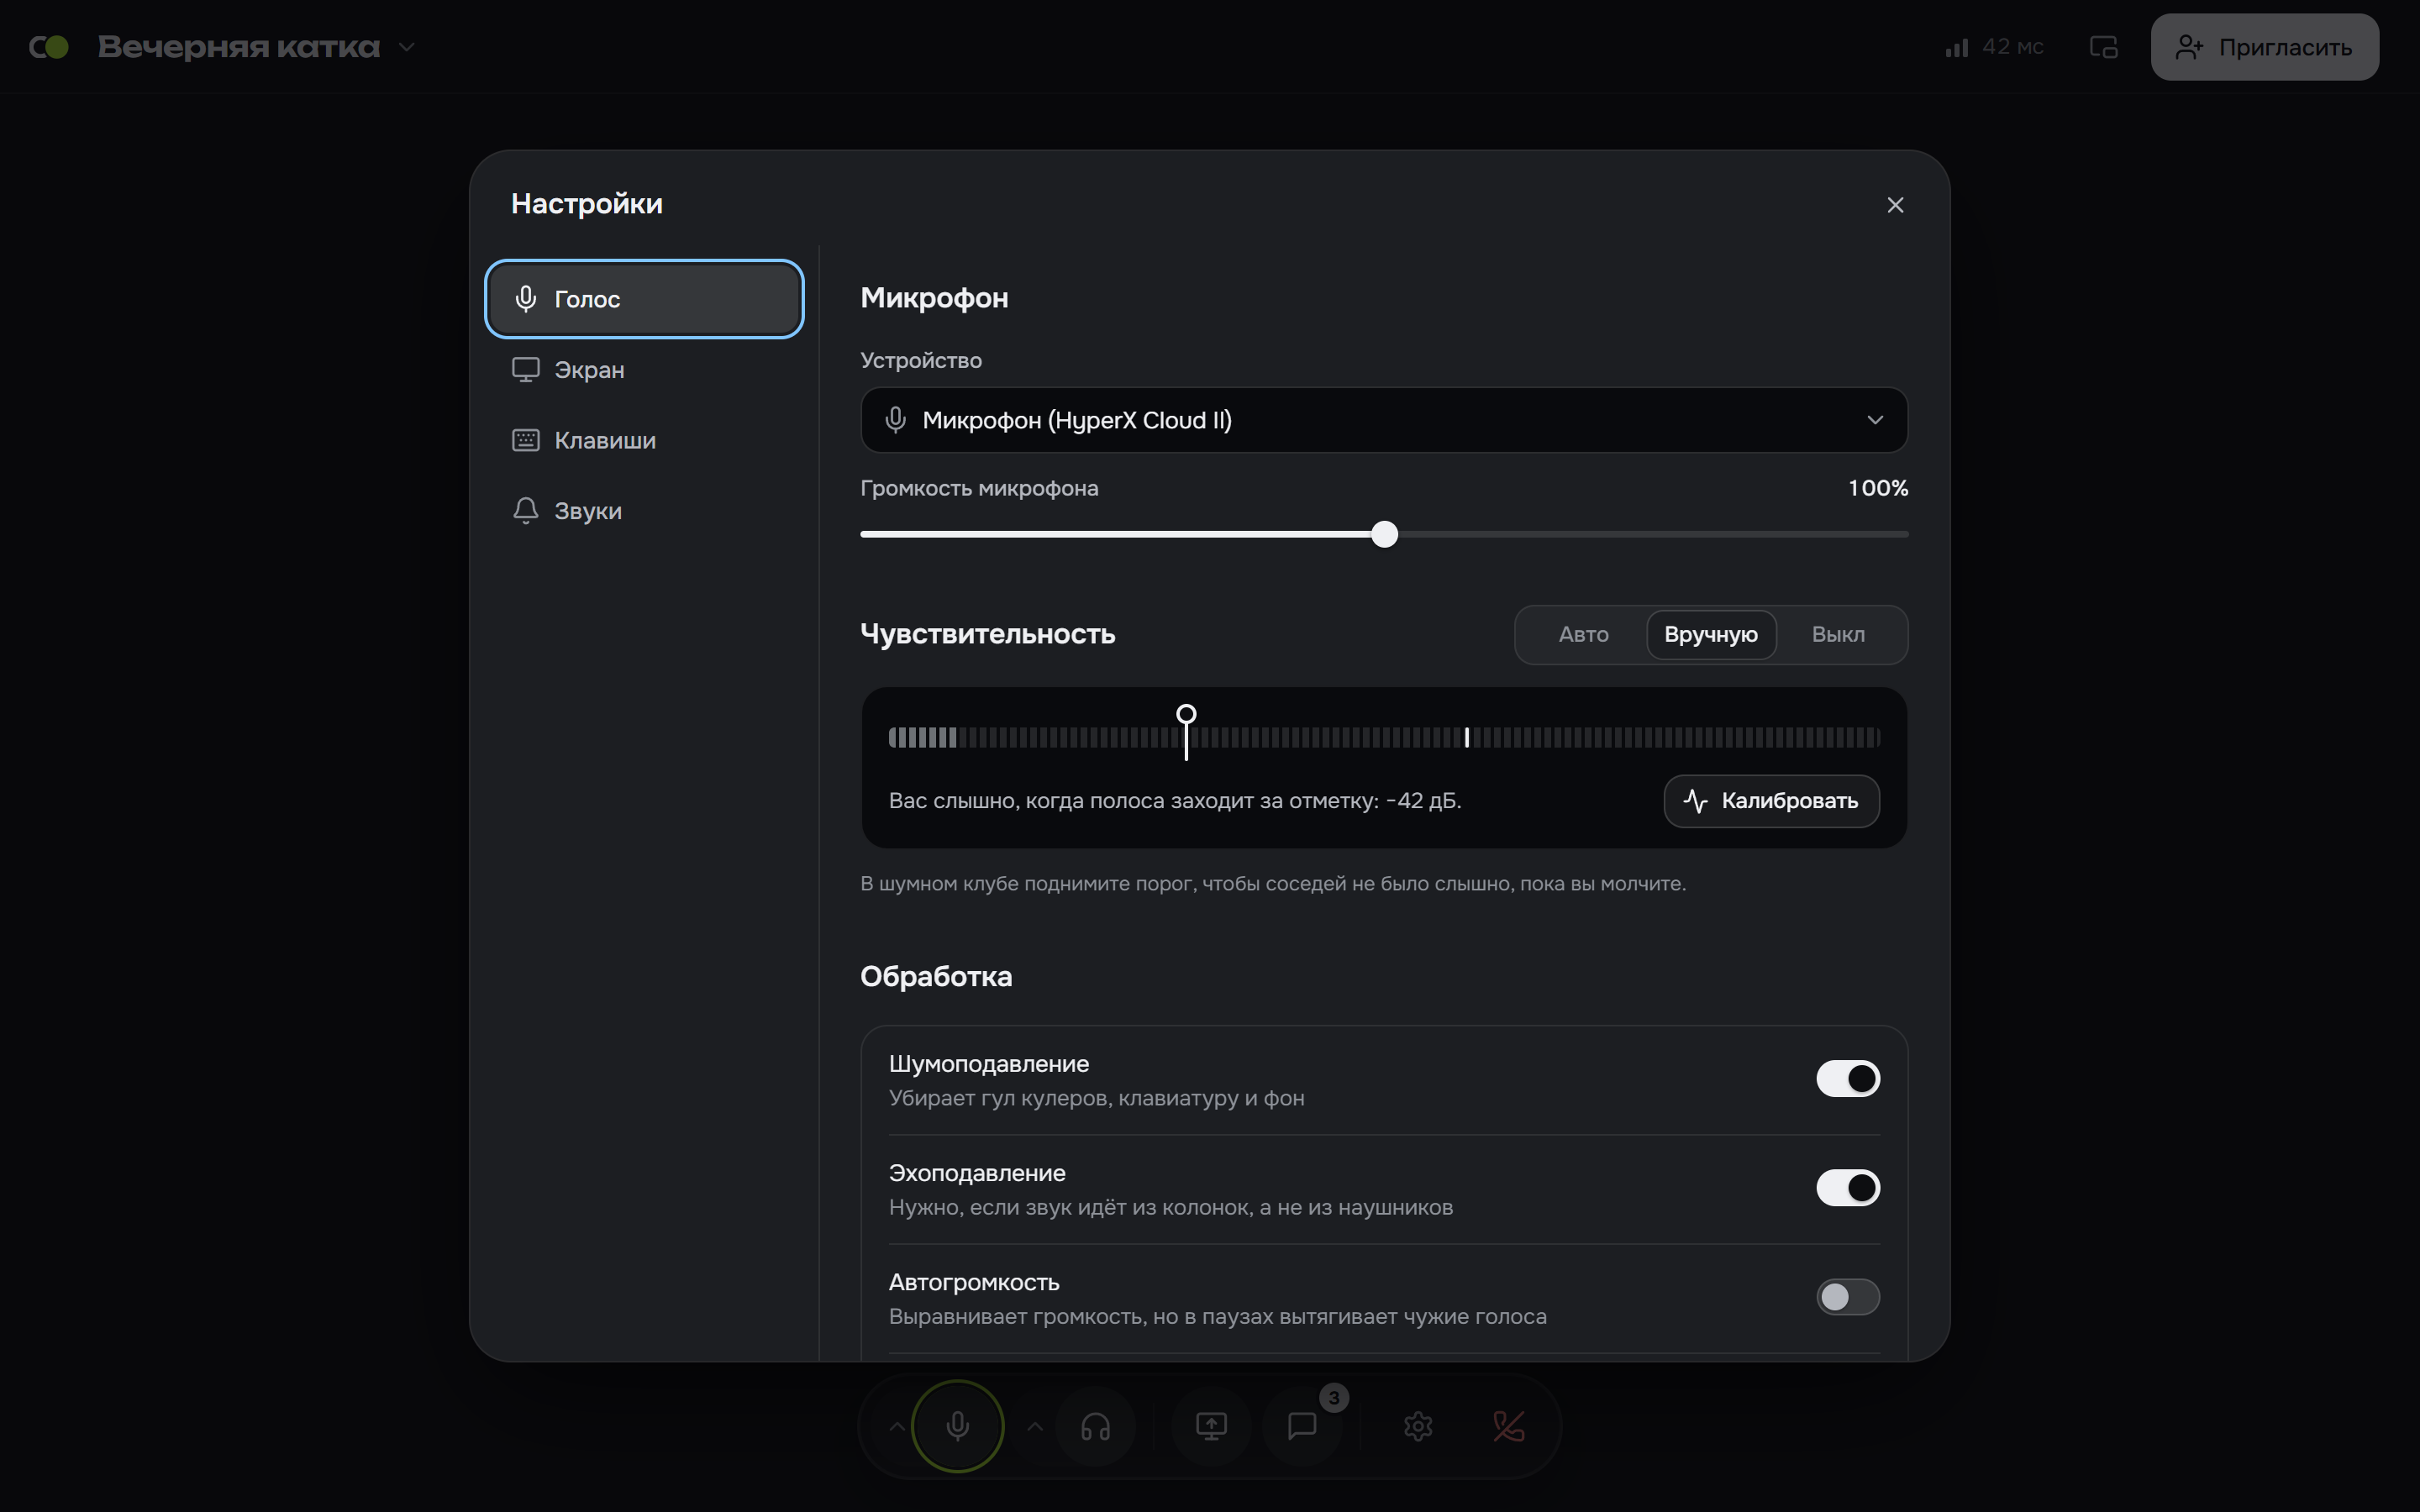 Вечерняя катка
42 мс
Пригласить
Настройки
Голос
Экран
Клавиши
Звуки
Микрофон
Устройство
Микрофон (HyperX Cloud II)
Громкость микрофона
100%
Чувствительность
Авто
Вручную
Выкл
Вас слышно, когда полоса заходит за отметку: -42 дБ.
Калибровать
В шумном клубе поднимите порог, чтобы соседей не было слышно, пока вы молчите.
Обработка
Шумоподавление
Убирает гул кулеров, клавиатуру и фон
Эхоподавление
Нужно, если звук идёт из колонок, а не из наушников
Автогромкость
Выравнивает громкость, но в паузах вытягивает чужие голоса
3